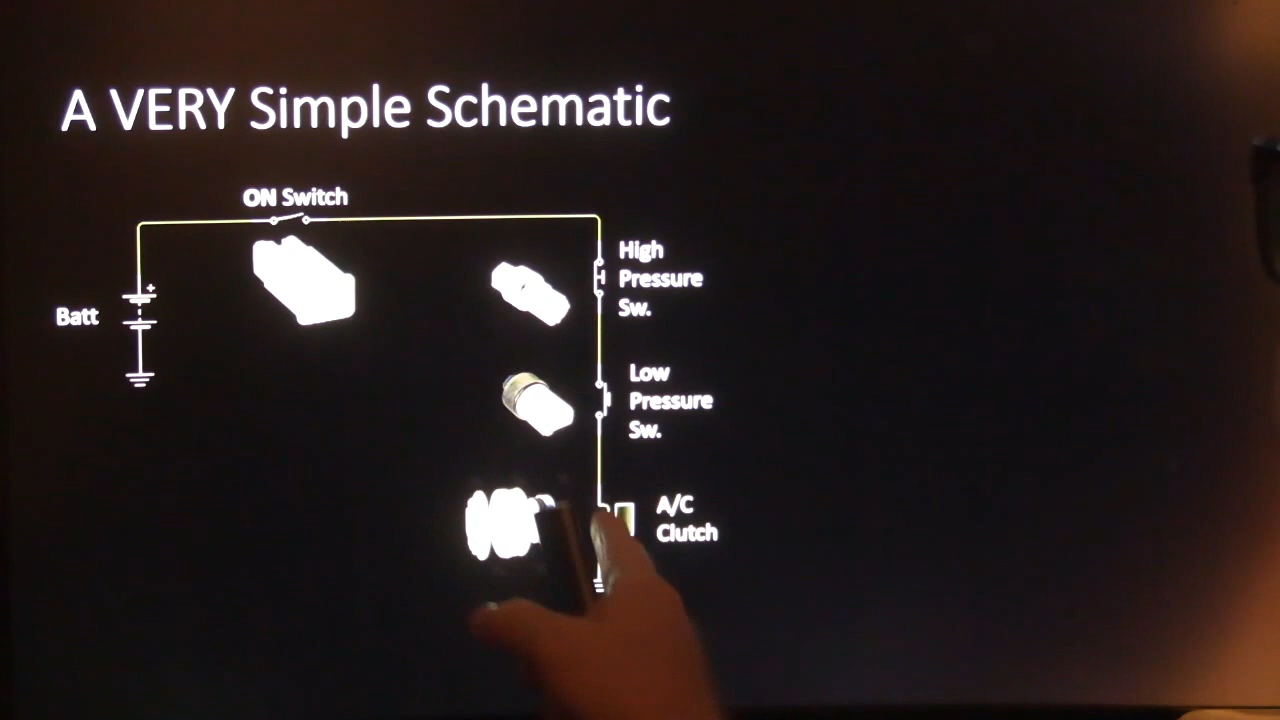 A VERY Simple Schematic
ON Switch
High
Pressure
Sw.
+
Batt
Low
Pressure
Sw.
A/C
Clutch